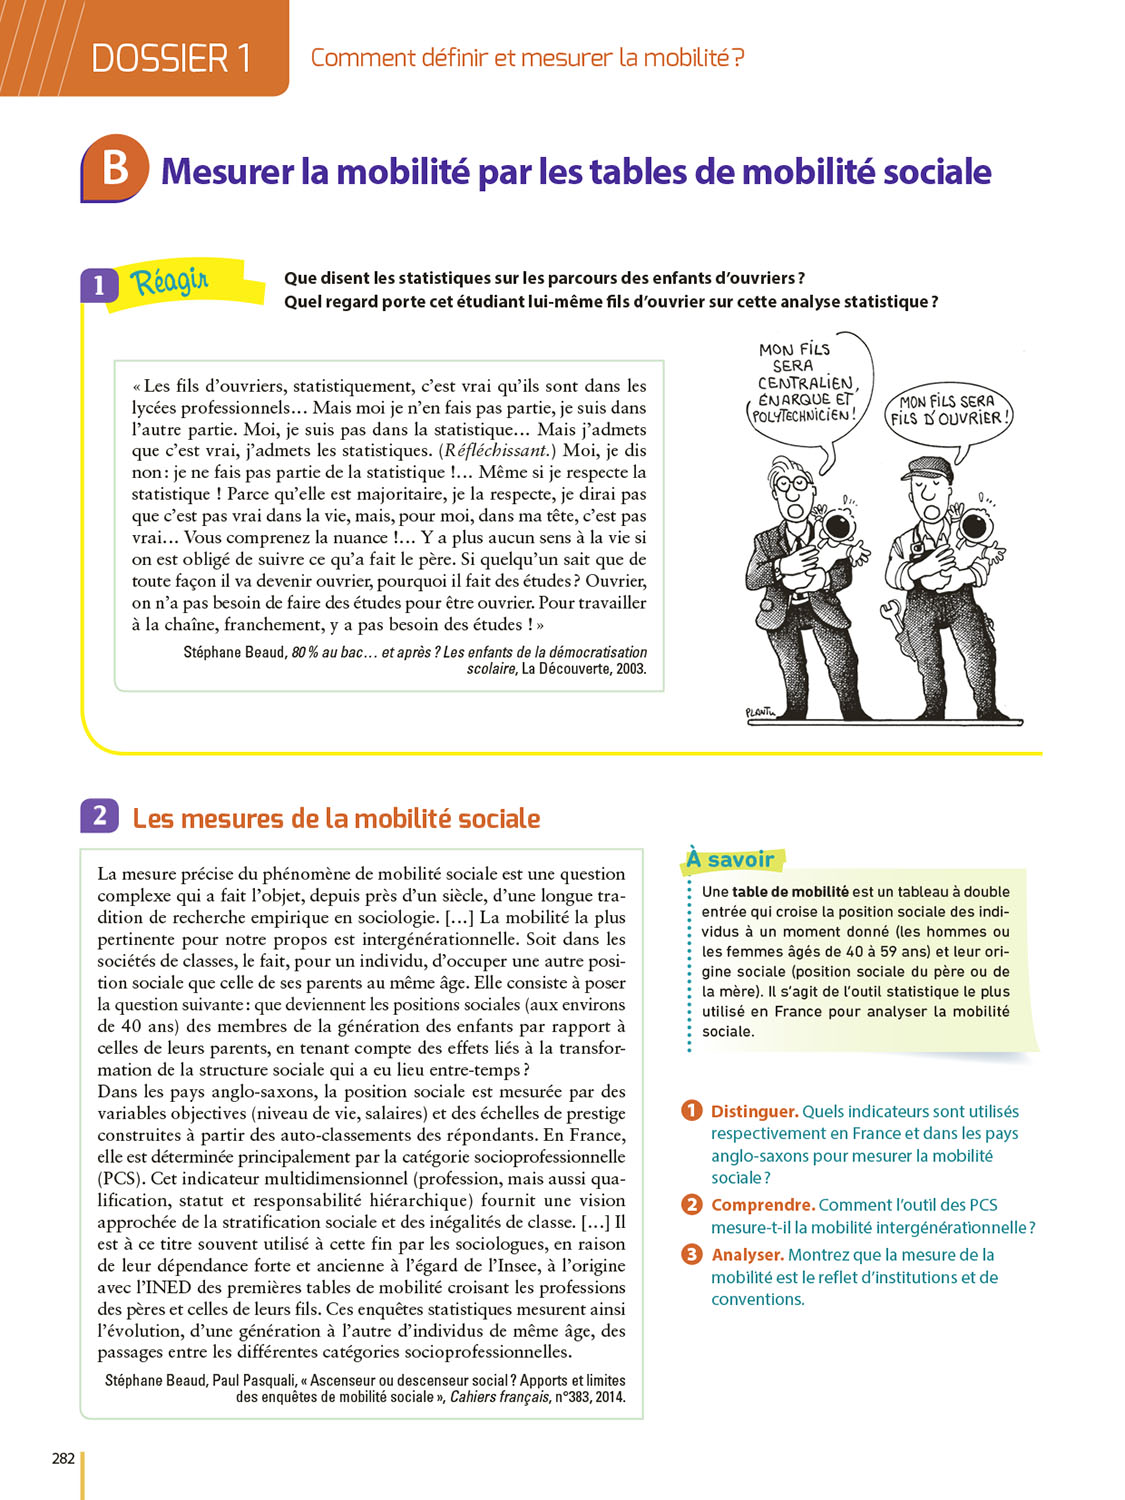 DOSSIER 1
Comment définir et mesurer la mobilité ?
B
Mesurer la mobilité par les tables de mobilité sociale
1 Réagir
Que disent les statistiques sur les parcours des enfants d'ouvriers ?
Quel regard porte cet étudiant lui-même fils d'ouvrier sur cette analyse statistique ?
« Les fils d'ouvriers, statistiquement, c'est vrai qu'ils sont dans les
lycées professionnels… Mais moi je n'en fais pas partie, je suis dans
l'autre partie. Moi, je suis pas dans la statistique… Mais j'admets
que c'est vrai, j'admets les statistiques. (Réfléchissant.) Moi, je dis
non : je ne fais pas partie de la statistique !… Même si je respecte la
statistique ! Parce qu'elle est majoritaire, je la respecte, je dirai pas
que c'est pas vrai dans la vie, mais, pour moi, dans ma tête, c'est pas
vrai… Vous comprenez la nuance !… Y a plus aucun sens à la vie si
on est obligé de suivre ce qu'a fait le père. Si quelqu'un sait que de
toute façon il va devenir ouvrier, pourquoi il fait des études ? Ouvrier,
on n'a pas besoin de faire des études pour être ouvrier. Pour travailler
à la chaîne, franchement, y a pas besoin des études ! »
Stéphane Beaud, 80 % au bac… et après ? Les enfants de la démocratisation
scolaire, La Découverte, 2003.
MON FILS
SERA
CENTRALIEN,
ÉNARQUE ET
POLYTECHNICIEN !
MON FILS SERA
FILS D'OUVRIER !
PLANTU
2 Les mesures de la mobilité sociale
La mesure précise du phénomène de mobilité sociale est une question
complexe qui a fait l'objet, depuis près d'un siècle, d'une longue tra-
dition de recherche empirique en sociologie. […] La mobilité la plus
pertinente pour notre propos est intergénérationnelle. Soit dans les
sociétés de classes, le fait, pour un individu, d'occuper une autre posi-
tion sociale que celle de ses parents au même âge. Elle consiste à poser
la question suivante : que deviennent les positions sociales (aux environs
de 40 ans) des membres de la génération des enfants par rapport à
celles de leurs parents, en tenant compte des effets liés à la transfor-
mation de la structure sociale qui a eu lieu entre-temps ?
Dans les pays anglo-saxons, la position sociale est mesurée par des
variables objectives (niveau de vie, salaires) et des échelles de prestige
construites à partir des auto-classements des répondants. En France,
elle est déterminée principalement par la catégorie socioprofessionnelle
(PCS). Cet indicateur multidimensionnel (profession, mais aussi qua-
lification, statut et responsabilité hiérarchique) fournit une vision
approchée de la stratification sociale et des inégalités de classe. […] Il
est à ce titre souvent utilisé à cette fin par les sociologues, en raison
de leur dépendance forte et ancienne à l'égard de l'Insee, à l'origine
avec l'INED des premières tables de mobilité croisant les professions
des pères et celles de leurs fils. Ces enquêtes statistiques mesurent ainsi
l'évolution, d'une génération à l'autre d'individus de même âge, des
passages entre les différentes catégories socioprofessionnelles.
Stéphane Beaud, Paul Pasquali, « Ascenseur ou descenseur social ? Apports et limites
des enquêtes de mobilité sociale », Cahiers français, n°383, 2014.
À savoir
Une table de mobilité est un tableau à double
entrée qui croise la position sociale des indi-
vidus à un moment donné (les hommes ou
les femmes âgés de 40 à 59 ans) et leur ori-
gine sociale (position sociale du père ou de
la mère). Il s'agit de l'outil statistique le plus
utilisé en France pour analyser la mobilité
sociale.
1 Distinguer. Quels indicateurs sont utilisés
respectivement en France et dans les pays
anglo-saxons pour mesurer la mobilité
sociale ?
2 Comprendre. Comment l'outil des PCS
mesure-t-il la mobilité intergénérationnelle ?
3 Analyser. Montrez que la mesure de la
mobilité est le reflet d'institutions et de
conventions.
282